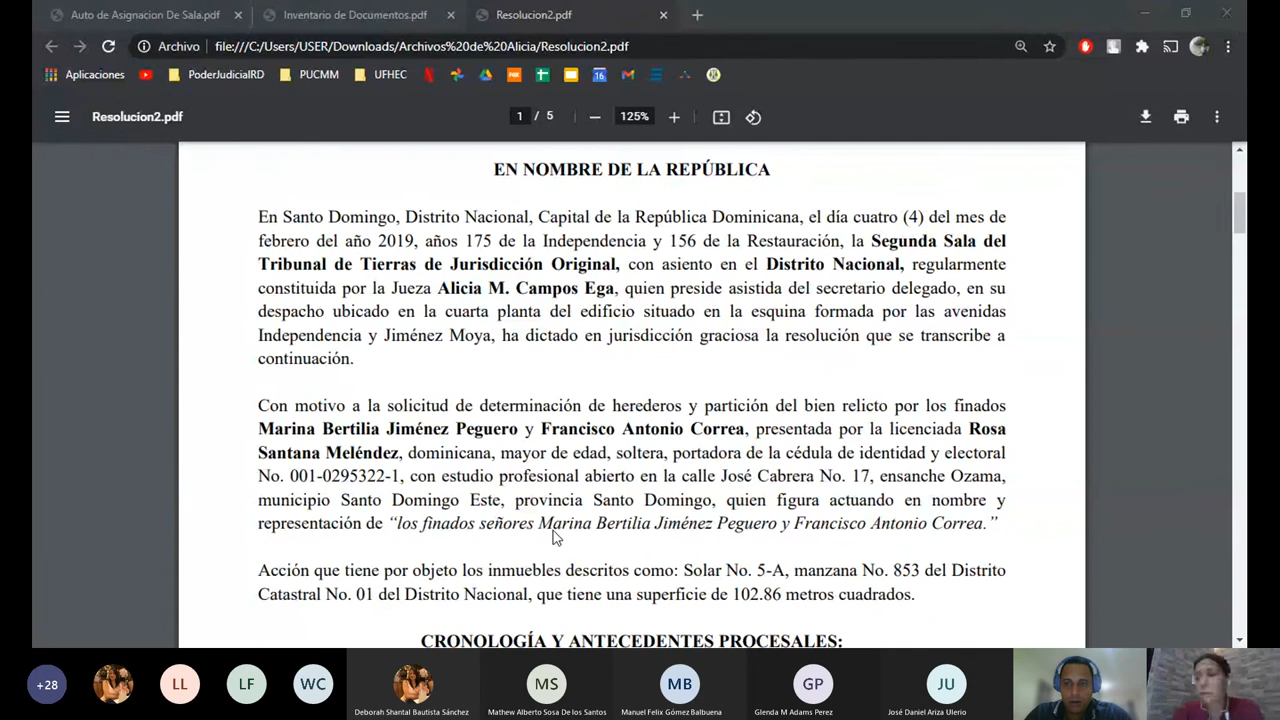 Auto de Asignacion De Sala.pdf
Inventario de Documentos.pdf
Resolucion2.pdf
Archivo
file:///C:/Users/USER/Downloads/Archivos%20de%20Alicia/Resolucion2.pdf
Aplicaciones
PoderJudicialRD
PUCMM
UFHEC
16
Resolucion2.pdf
1 / 5
125%
EN NOMBRE DE LA REPÚBLICA
En Santo Domingo, Distrito Nacional, Capital de la República Dominicana, el día cuatro (4) del mes de
febrero del año 2019, años 175 de la Independencia y 156 de la Restauración, la Segunda Sala del
Tribunal de Tierras de Jurisdicción Original, con asiento en el Distrito Nacional, regularmente
constituida por la Jueza Alicia M. Campos Ega, quien preside asistida del secretario delegado, en su
despacho ubicado en la cuarta planta del edificio situado en la esquina formada por las avenidas
Independencia y Jiménez Moya, ha dictado en jurisdicción graciosa la resolución que se transcribe a
continuación.
Con motivo a la solicitud de determinación de herederos y partición del bien relicto por los finados
Marina Bertilia Jiménez Peguero y Francisco Antonio Correa, presentada por la licenciada Rosa
Santana Meléndez, dominicana, mayor de edad, soltera, portadora de la cédula de identidad y electoral
No. 001-0295322-1, con estudio profesional abierto en la calle José Cabrera No. 17, ensanche Ozama,
municipio Santo Domingo Este, provincia Santo Domingo, quien figura actuando en nombre y
representación de “los finados señores Marina Bertilia Jiménez Peguero y Francisco Antonio Correa.”
Acción que tiene por objeto los inmuebles descritos como: Solar No. 5-A, manzana No. 853 del Distrito
Catastral No. 01 del Distrito Nacional, que tiene una superficie de 102.86 metros cuadrados.
CRONOLOGÍA Y ANTECEDENTES PROCESALES:
+28
LL
LF
WC
MS
MB
GP
JU
Deborah Shantal Bautista Sánchez
Mathew Alberto Sosa De los Santos
Manuel Felix Gómez Balbuena
Glenda M Adams Perez
José Daniel Ariza Ulerio